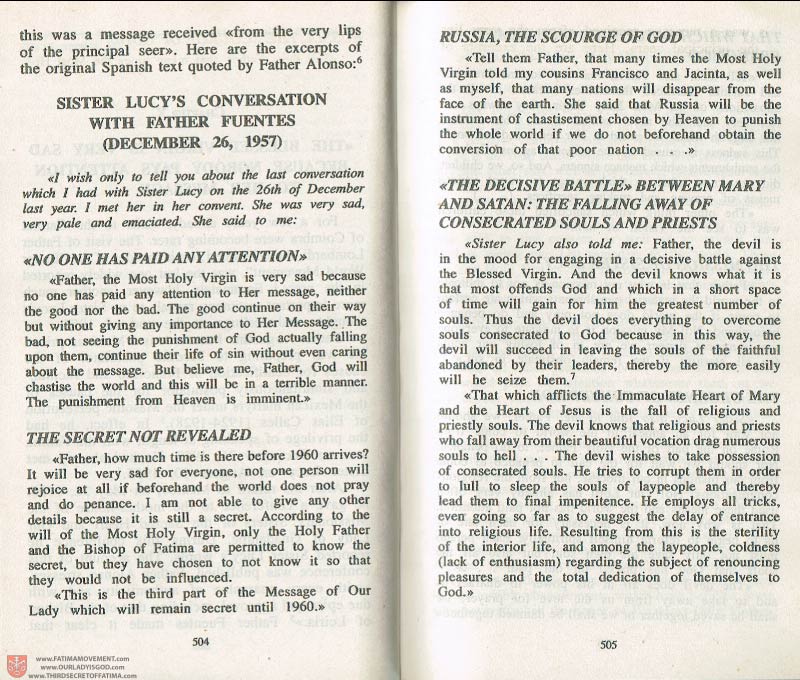 this was a message received «from the very lips
of the principal seer». Here are the excerpts of
the original Spanish text quoted by Father Alonso:⁶
SISTER LUCY'S CONVERSATION
WITH FATHER FUENTES
(DECEMBER 26, 1957)
«I wish only to tell you about the last conversation
which I had with Sister Lucy on the 26th of December
last year. I met her in her convent. She was very sad,
very pale and emaciated. She said to me:
«NO ONE HAS PAID ANY ATTENTION»
«Father, the Most Holy Virgin is very sad because
no one has paid any attention to Her message, neither
the good nor the bad. The good continue on their way
but without giving any importance to Her Message. The
bad, not seeing the punishment of God actually falling
upon them, continue their life of sin without even caring
about the message. But believe me, Father, God will
chastise the world and this will be in a terrible manner.
The punishment from Heaven is imminent.»
THE SECRET NOT REVEALED
«Father, how much time is there before 1960 arrives?
It will be very sad for everyone, not one person will
rejoice at all if beforehand the world does not pray
and do penance. I am not able to give any other
details because it is still a secret. According to the
will of the Most Holy Virgin, only the Holy Father
and the Bishop of Fatima are permitted to know the
secret, but they have chosen to not know it so that
they would not be influenced.
«This is the third part of the Message of Our
Lady which will remain secret until 1960.»
504
RUSSIA, THE SCOURGE OF GOD
«Tell them Father, that many times the Most Holy
Virgin told my cousins Francisco and Jacinta, as well
as myself, that many nations will disappear from the
face of the earth. She said that Russia will be the
instrument of chastisement chosen by Heaven to punish
the whole world if we do not beforehand obtain the
conversion of that poor nation . . .»
«THE DECISIVE BATTLE» BETWEEN MARY
AND SATAN: THE FALLING AWAY OF
CONSECRATED SOULS AND PRIESTS
«Sister Lucy also told me: Father, the devil is
in the mood for engaging in a decisive battle against
the Blessed Virgin. And the devil knows what it is
that most offends God and which in a short space
of time will gain for him the greatest number of
souls. Thus the devil does everything to overcome
souls consecrated to God because in this way, the
devil will succeed in leaving the souls of the faithful
abandoned by their leaders, thereby the more easily
will he seize them.⁷
«That which afflicts the Immaculate Heart of Mary
and the Heart of Jesus is the fall of religious and
priestly souls. The devil knows that religious and priests
who fall away from their beautiful vocation drag numerous
souls to hell . . . The devil wishes to take possession
of consecrated souls. He tries to corrupt them in order
to lull to sleep the souls of laypeople and thereby
lead them to final impenitence. He employs all tricks,
even going so far as to suggest the delay of entrance
into religious life. Resulting from this is the sterility
of the interior life, and among the laypeople, coldness
(lack of enthusiasm) regarding the subject of renouncing
pleasures and the total dedication of themselves to
God.»
505
www.FATIMAMOVEMENT.com
www.OURLADYISGOD.com
www.THIRDSECRETOFFATIMA.com